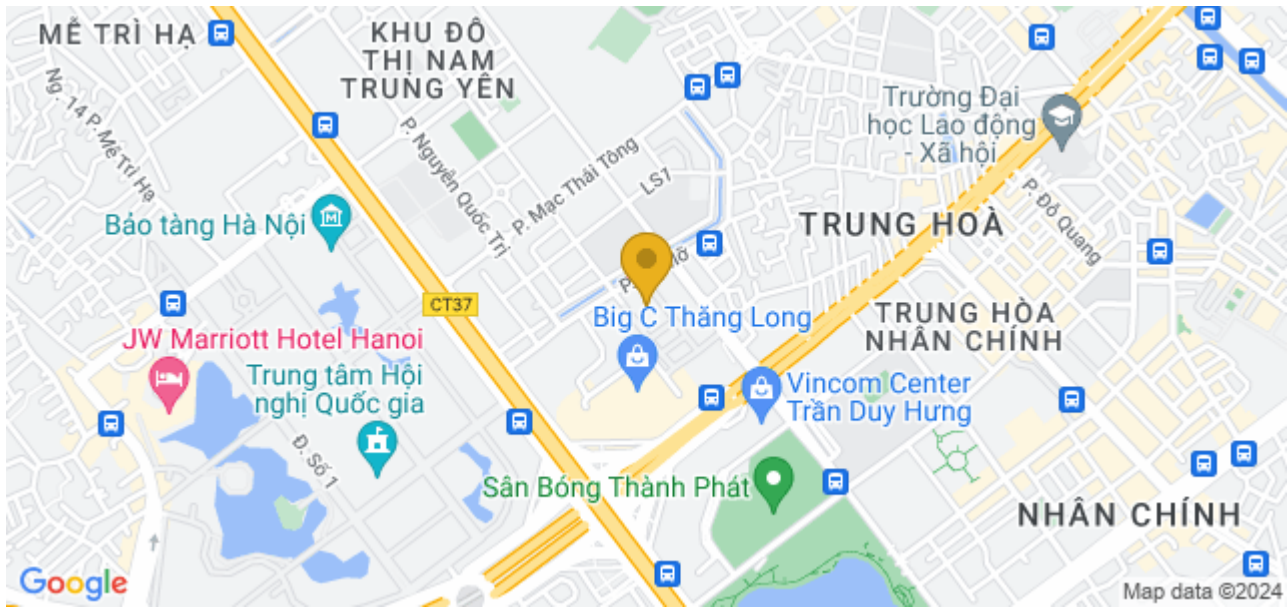 MỄ TRÌ HẠ
KHU ĐÔ
THỊ NAM
TRUNG YÊN
Ng. 14 P. Mễ Trì Hạ
P. Nguyễn Quốc Trị
P. Mạc Thái Tông
LS7
Trường Đại
học Lao động
- Xã hội
P. Đỗ Quang
Bảo tàng Hà Nội
TRUNG HOÀ
CT37
Big C Thăng Long
TRUNG HÒA
NHÂN CHÍNH
JW Marriott Hotel Hanoi
Trung tâm Hội
nghị Quốc gia
Vincom Center
Trần Duy Hưng
Đ. Số 1
Sân Bóng Thành Phát
NHÂN CHÍNH
Google
Map data ©2024